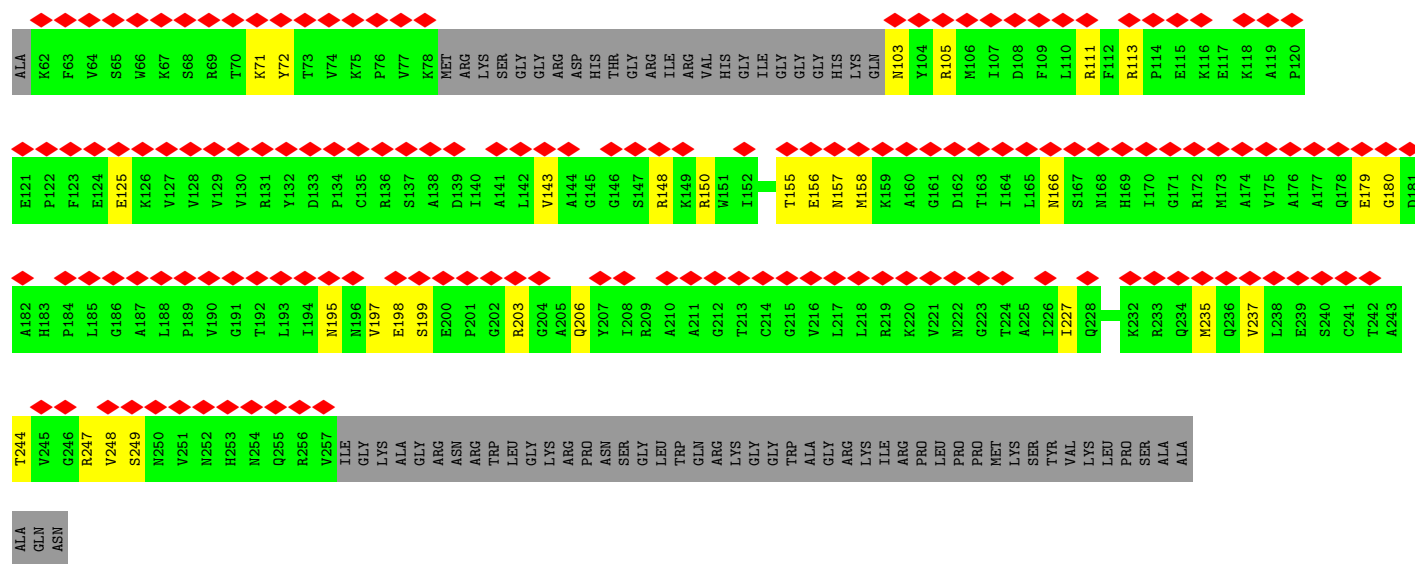 ALA K62 F63 V64 S65 W66 K67 S68 R69 T70 K71 Y72 T73 V74 K75 P76 V77 K78 MET ARG LYS SER GLY GLY ARG ASP HIS THR GLY ARG ILE ARG VAL HIS GLY ILE GLY GLY GLY HIS LYS GLN N103 Y104 R105 M106 I107 D108 F109 L110 R111 F112 R113 P114 E115 K116 E117 K118 A119 P120
E121 P122 F123 E124 E125 K126 V127 V128 V129 V130 R131 Y132 D133 P134 C135 R136 S137 A138 D139 I140 A141 L142 V143 A144 G145 G146 S147 R148 K149 R150 W151 I152 T155 E156 N157 M158 K159 A160 G161 D162 T163 I164 L165 N166 S167 N168 H169 I170 G171 R172 M173 A174 V175 A176 A177 Q178 E179 G180 D181
A182 H183 P184 L185 G186 A187 L188 P189 V190 G191 T192 L193 I194 N195 N196 V197 E198 S199 E200 P201 G202 R203 G204 A205 Q206 Y207 I208 R209 A210 A211 G212 T213 C214 G215 V216 L217 L218 R219 K220 V221 N222 G223 T224 A225 I226 I227 Q228 K232 R233 Q234 M235 Q236 V237 L238 E239 S240 C241 T242 A243
T244 V245 G246 R247 V248 S249 N250 V251 N252 H253 N254 Q255 R256 V257 ILE GLY LYS ALA GLY ARG ASN ARG TRP LEU GLY LYS ARG PRO ASN SER GLY LEU TRP GLN ARG LYS GLY GLY TRP ALA GLY ARG LYS ILE ARG PRO LEU PRO PRO MET LYS SER TYR VAL LYS LEU PRO SER ALA ALA
ALA GLN ASN